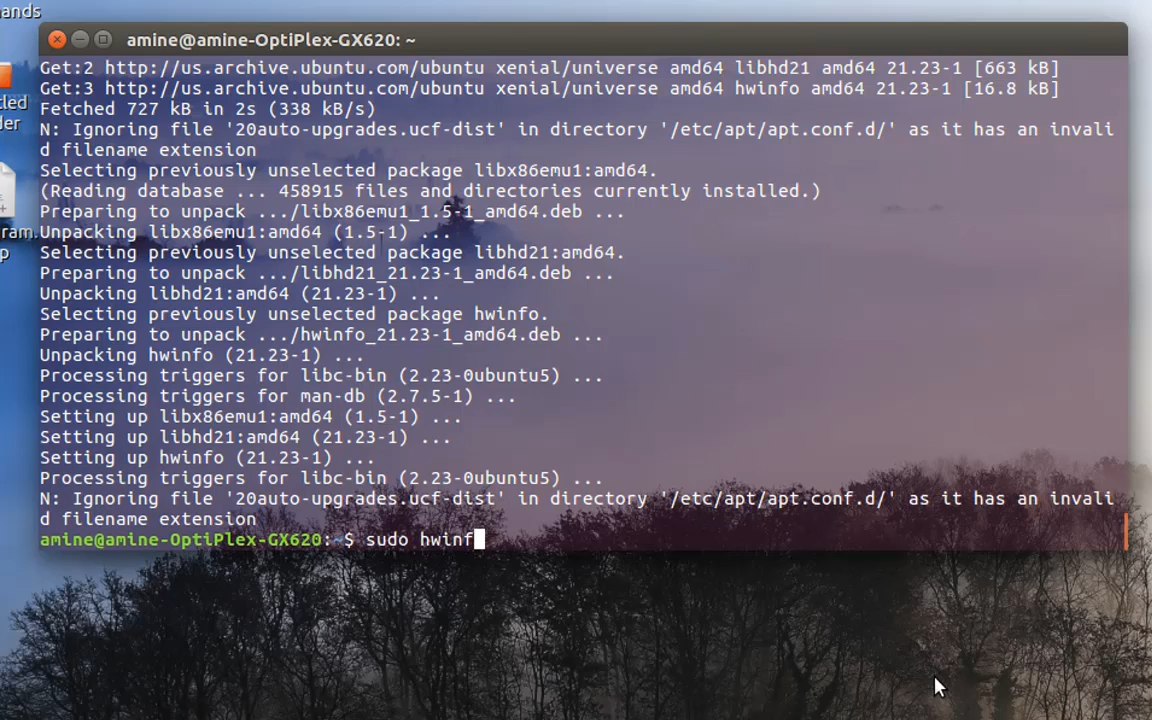 ands
amine@amine-OptiPlex-GX620: ~
Get:2 http://us.archive.ubuntu.com/ubuntu xenial/universe amd64 libhd21 amd64 21.23-1 [663 kB]
Get:3 http://us.archive.ubuntu.com/ubuntu xenial/universe amd64 hwinfo amd64 21.23-1 [16.8 kB]
Fetched 727 kB in 2s (338 kB/s)
N: Ignoring file '20auto-upgrades.ucf-dist' in directory '/etc/apt/apt.conf.d/' as it has an invali
d filename extension
Selecting previously unselected package libx86emu1:amd64.
(Reading database ... 458915 files and directories currently installed.)
Preparing to unpack .../libx86emu1_1.5-1_amd64.deb ...
Unpacking libx86emu1:amd64 (1.5-1) ...
Selecting previously unselected package libhd21:amd64.
Preparing to unpack .../libhd21_21.23-1_amd64.deb ...
Unpacking libhd21:amd64 (21.23-1) ...
Selecting previously unselected package hwinfo.
Preparing to unpack .../hwinfo_21.23-1_amd64.deb ...
Unpacking hwinfo (21.23-1) ...
Processing triggers for libc-bin (2.23-0ubuntu5) ...
Processing triggers for man-db (2.7.5-1) ...
Setting up libx86emu1:amd64 (1.5-1) ...
Setting up libhd21:amd64 (21.23-1) ...
Setting up hwinfo (21.23-1) ...
Processing triggers for libc-bin (2.23-0ubuntu5) ...
N: Ignoring file '20auto-upgrades.ucf-dist' in directory '/etc/apt/apt.conf.d/' as it has an invali
d filename extension
amine@amine-OptiPlex-GX620:~$ sudo hwinf
tled
der
ram.
p